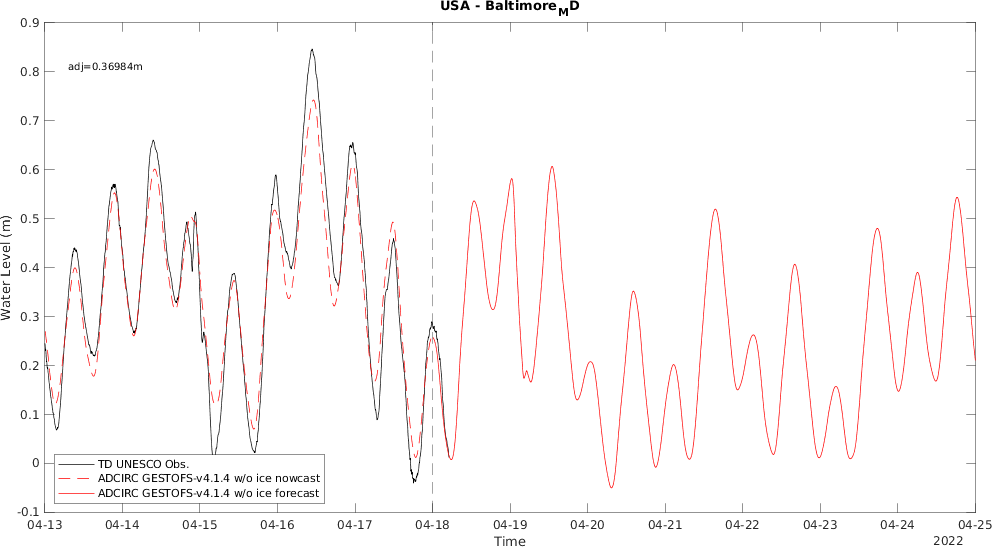 USA - Baltimore_MD
0.9
adj=0.36984m
0.8
0.7
0.6
0.5
0.4
0.3
0.2
0.1
0
-0.1
Water Level (m)
TD UNESCO Obs.
ADCIRC GESTOFS-v4.1.4 w/o ice nowcast
ADCIRC GESTOFS-v4.1.4 w/o ice forecast
04-13 04-14 04-15 04-16 04-17 04-18 04-19 04-20 04-21 04-22 04-23 04-24 04-25
Time
2022